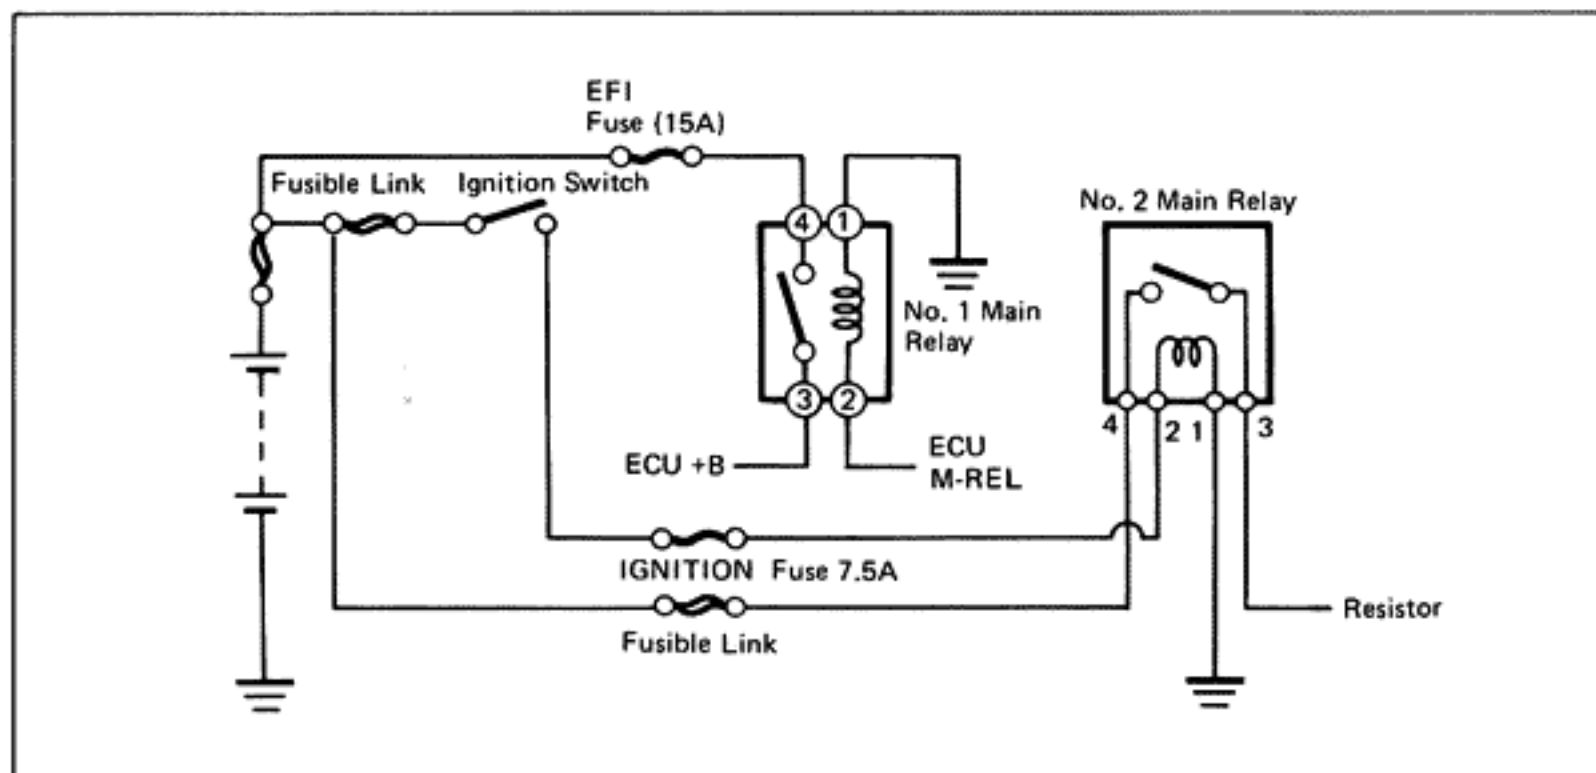 EFI
Fuse (15A)
Fusible Link
Ignition Switch
No. 2 Main Relay
4
1
No. 1 Main
Relay
3
2
4
2
1
3
ECU +B
ECU
M-REL
IGNITION Fuse 7.5A
Resistor
Fusible Link